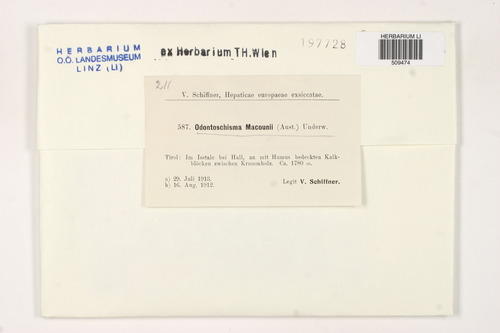 HERBARIUM
O.Ö. LANDESMUSEUM
LINZ (LI)
ex Herbarium TH.Wien
197728
HERBARIUM LI
509474
211
V. Schiffner, Hepaticae europaeae exsiccatae.
587. Odontoschisma Macounii (Aust.) Underw.
Tirol: Im Isstale bei Hall, an mit Humus bedeckten Kalk-
blöcken zwischen Krummholz. Ca. 1780 m.
a) 29. Juli 1913.
b) 16. Aug. 1912.
Legit V. Schiffner.